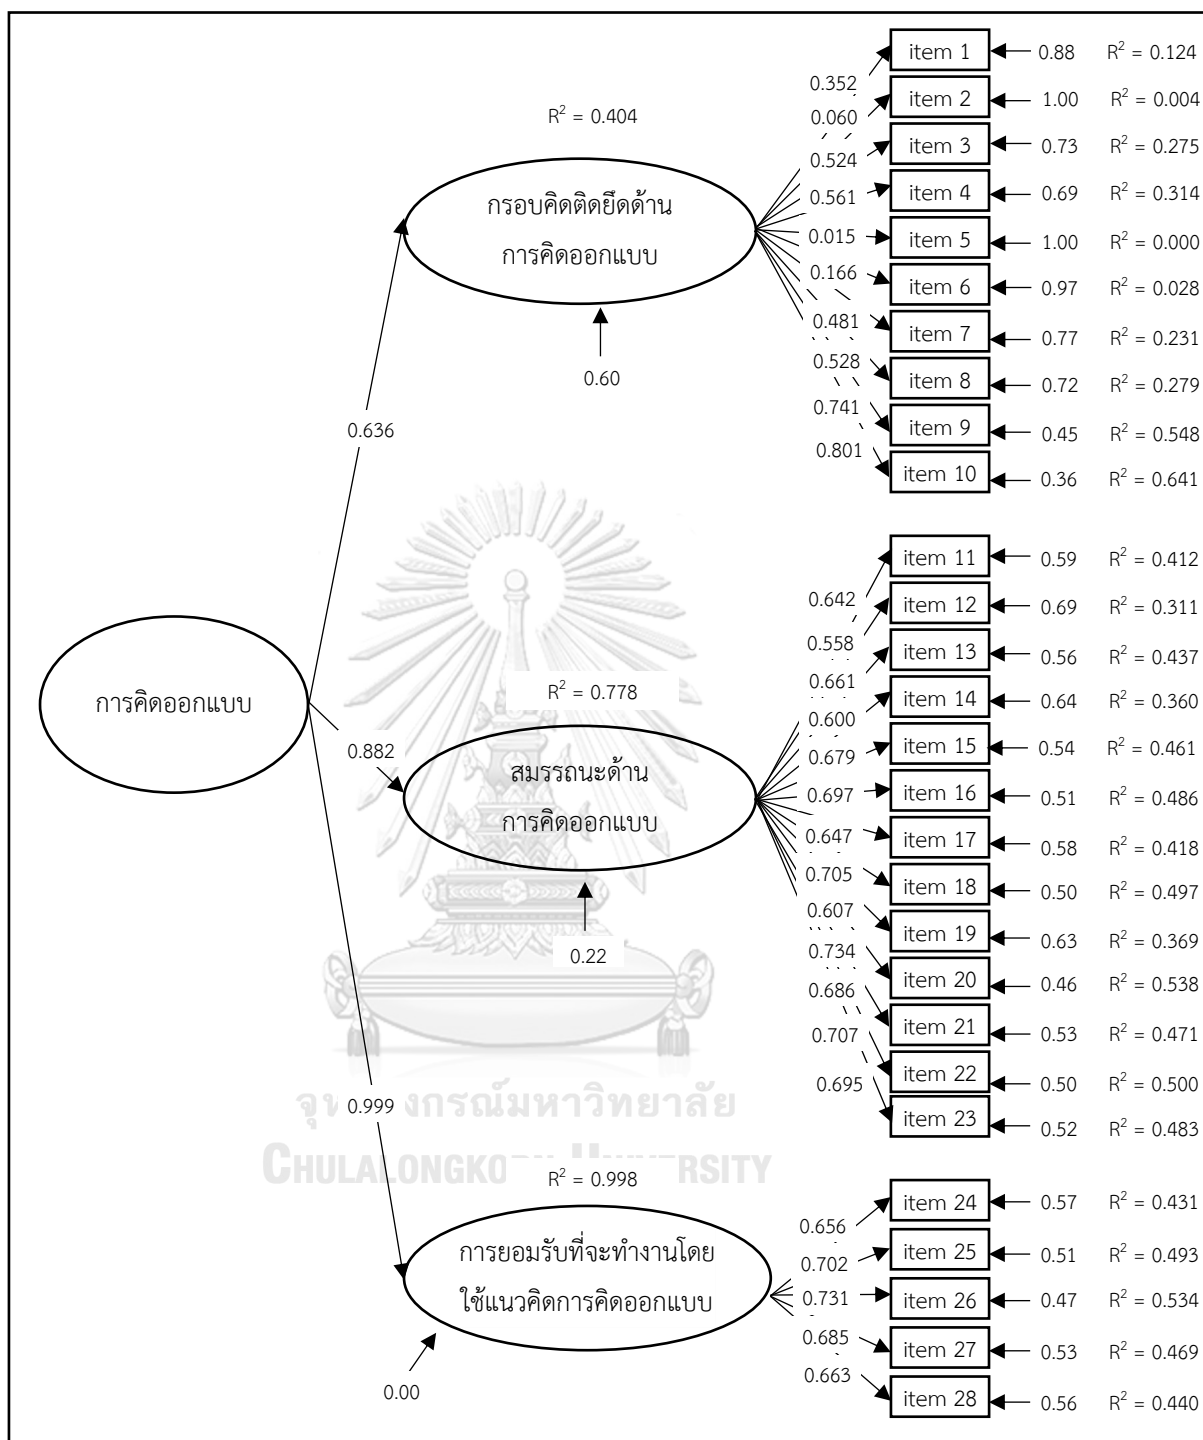 item 1 0.88 R² = 0.124
0.352
item 2 1.00 R² = 0.004
0.060
R² = 0.404
item 3 0.73 R² = 0.275
0.524
item 4 0.69 R² = 0.314
0.561
กรอบคิดติดยึดด้าน
การคิดออกแบบ
item 5 1.00 R² = 0.000
0.015
item 6 0.97 R² = 0.028
0.166
item 7 0.77 R² = 0.231
0.481
item 8 0.72 R² = 0.279
0.528
0.60
item 9 0.45 R² = 0.548
0.741
0.636
item 10 0.36 R² = 0.641
0.801
item 11 0.59 R² = 0.412
0.642
item 12 0.69 R² = 0.311
0.558
item 13 0.56 R² = 0.437
0.661
R² = 0.778
item 14 0.64 R² = 0.360
0.600
การคิดออกแบบ
item 15 0.54 R² = 0.461
0.679
0.882
สมรรถนะด้าน
การคิดออกแบบ
item 16 0.51 R² = 0.486
0.697
item 17 0.58 R² = 0.418
0.647
item 18 0.50 R² = 0.497
0.705
item 19 0.63 R² = 0.369
0.607
0.22
item 20 0.46 R² = 0.538
0.734
item 21 0.53 R² = 0.471
0.686
item 22 0.50 R² = 0.500
0.707
item 23 0.52 R² = 0.483
0.695
0.999
งกรณ์มหาวิทยาลัย
R² = 0.998
item 24 0.57 R² = 0.431
0.656
item 25 0.51 R² = 0.493
0.702
การยอมรับที่จะทำงานโดย
ใช้แนวคิดการคิดออกแบบ
item 26 0.47 R² = 0.534
0.731
item 27 0.53 R² = 0.469
0.685
item 28 0.56 R² = 0.440
0.663
0.00